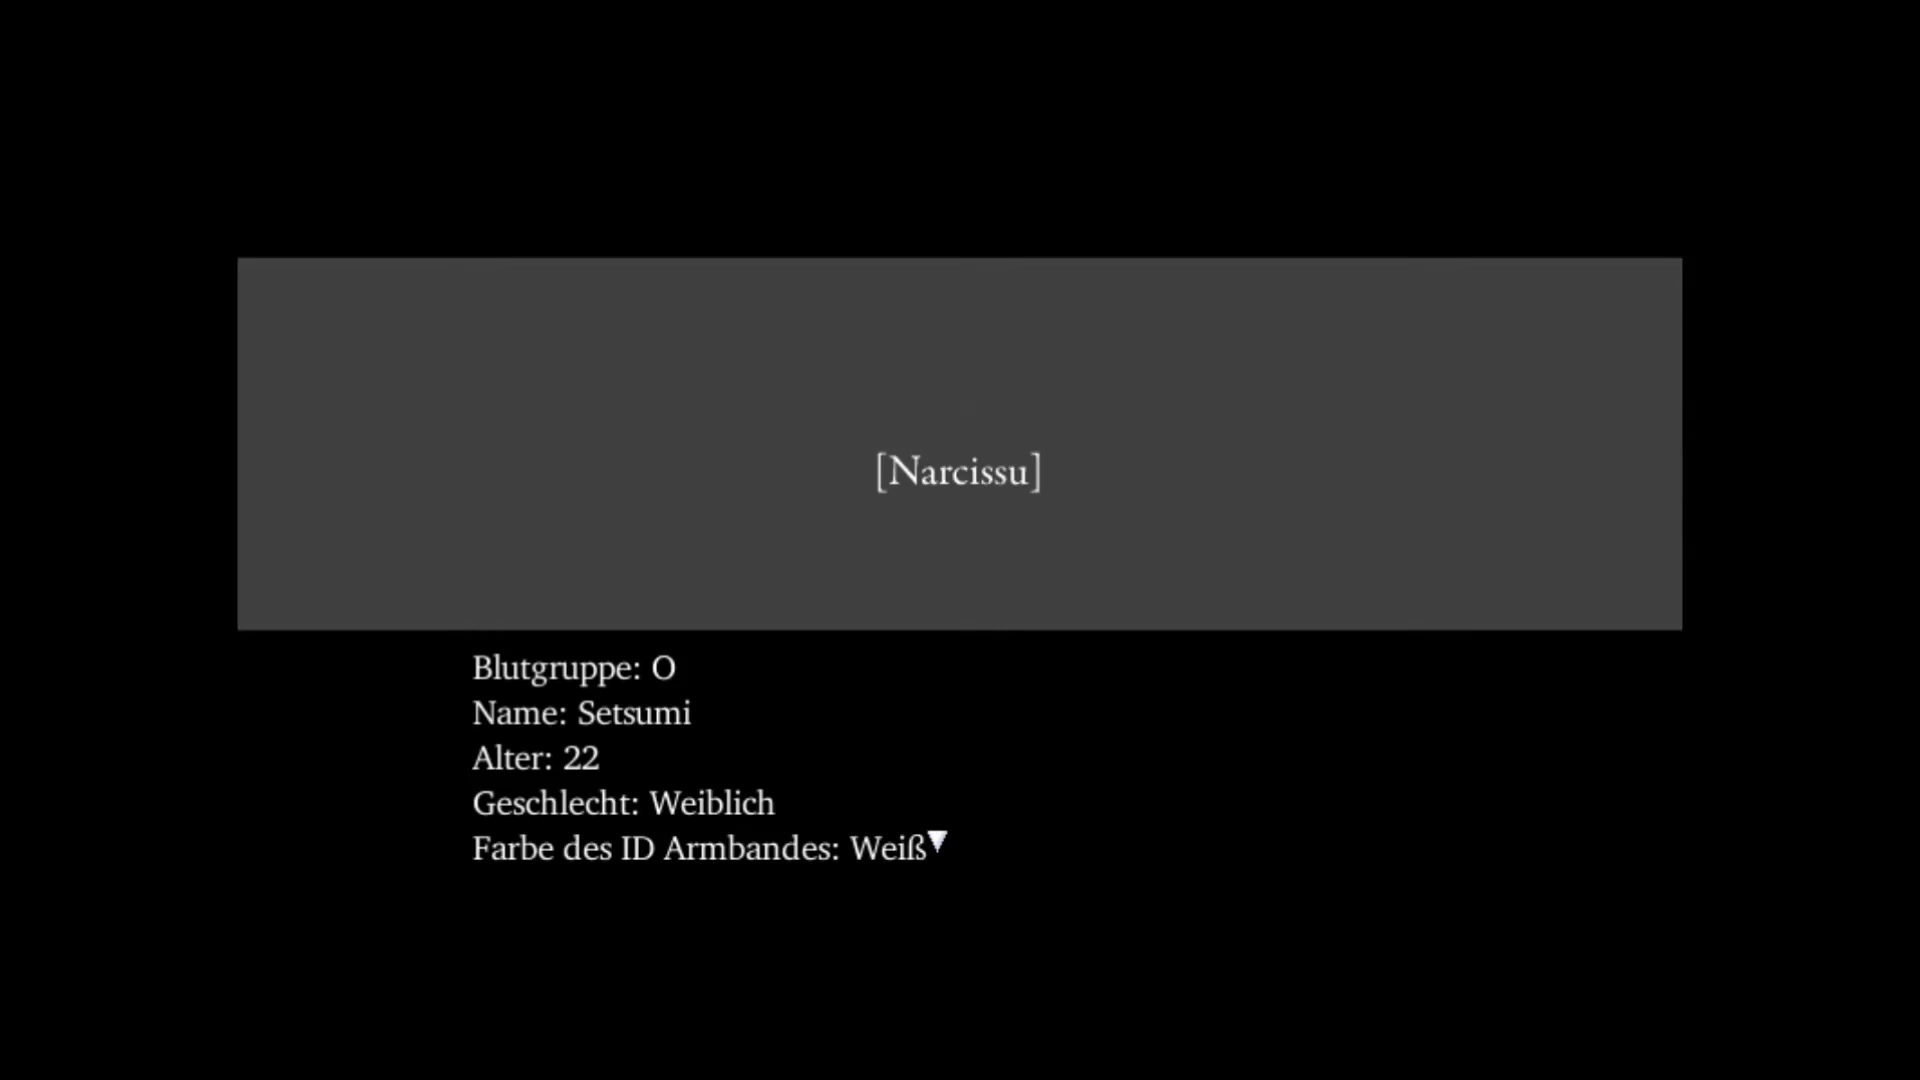 [Narcissu]
Blutgruppe: O
Name: Setsumi
Alter: 22
Geschlecht: Weiblich
Farbe des ID Armbandes: Weiß